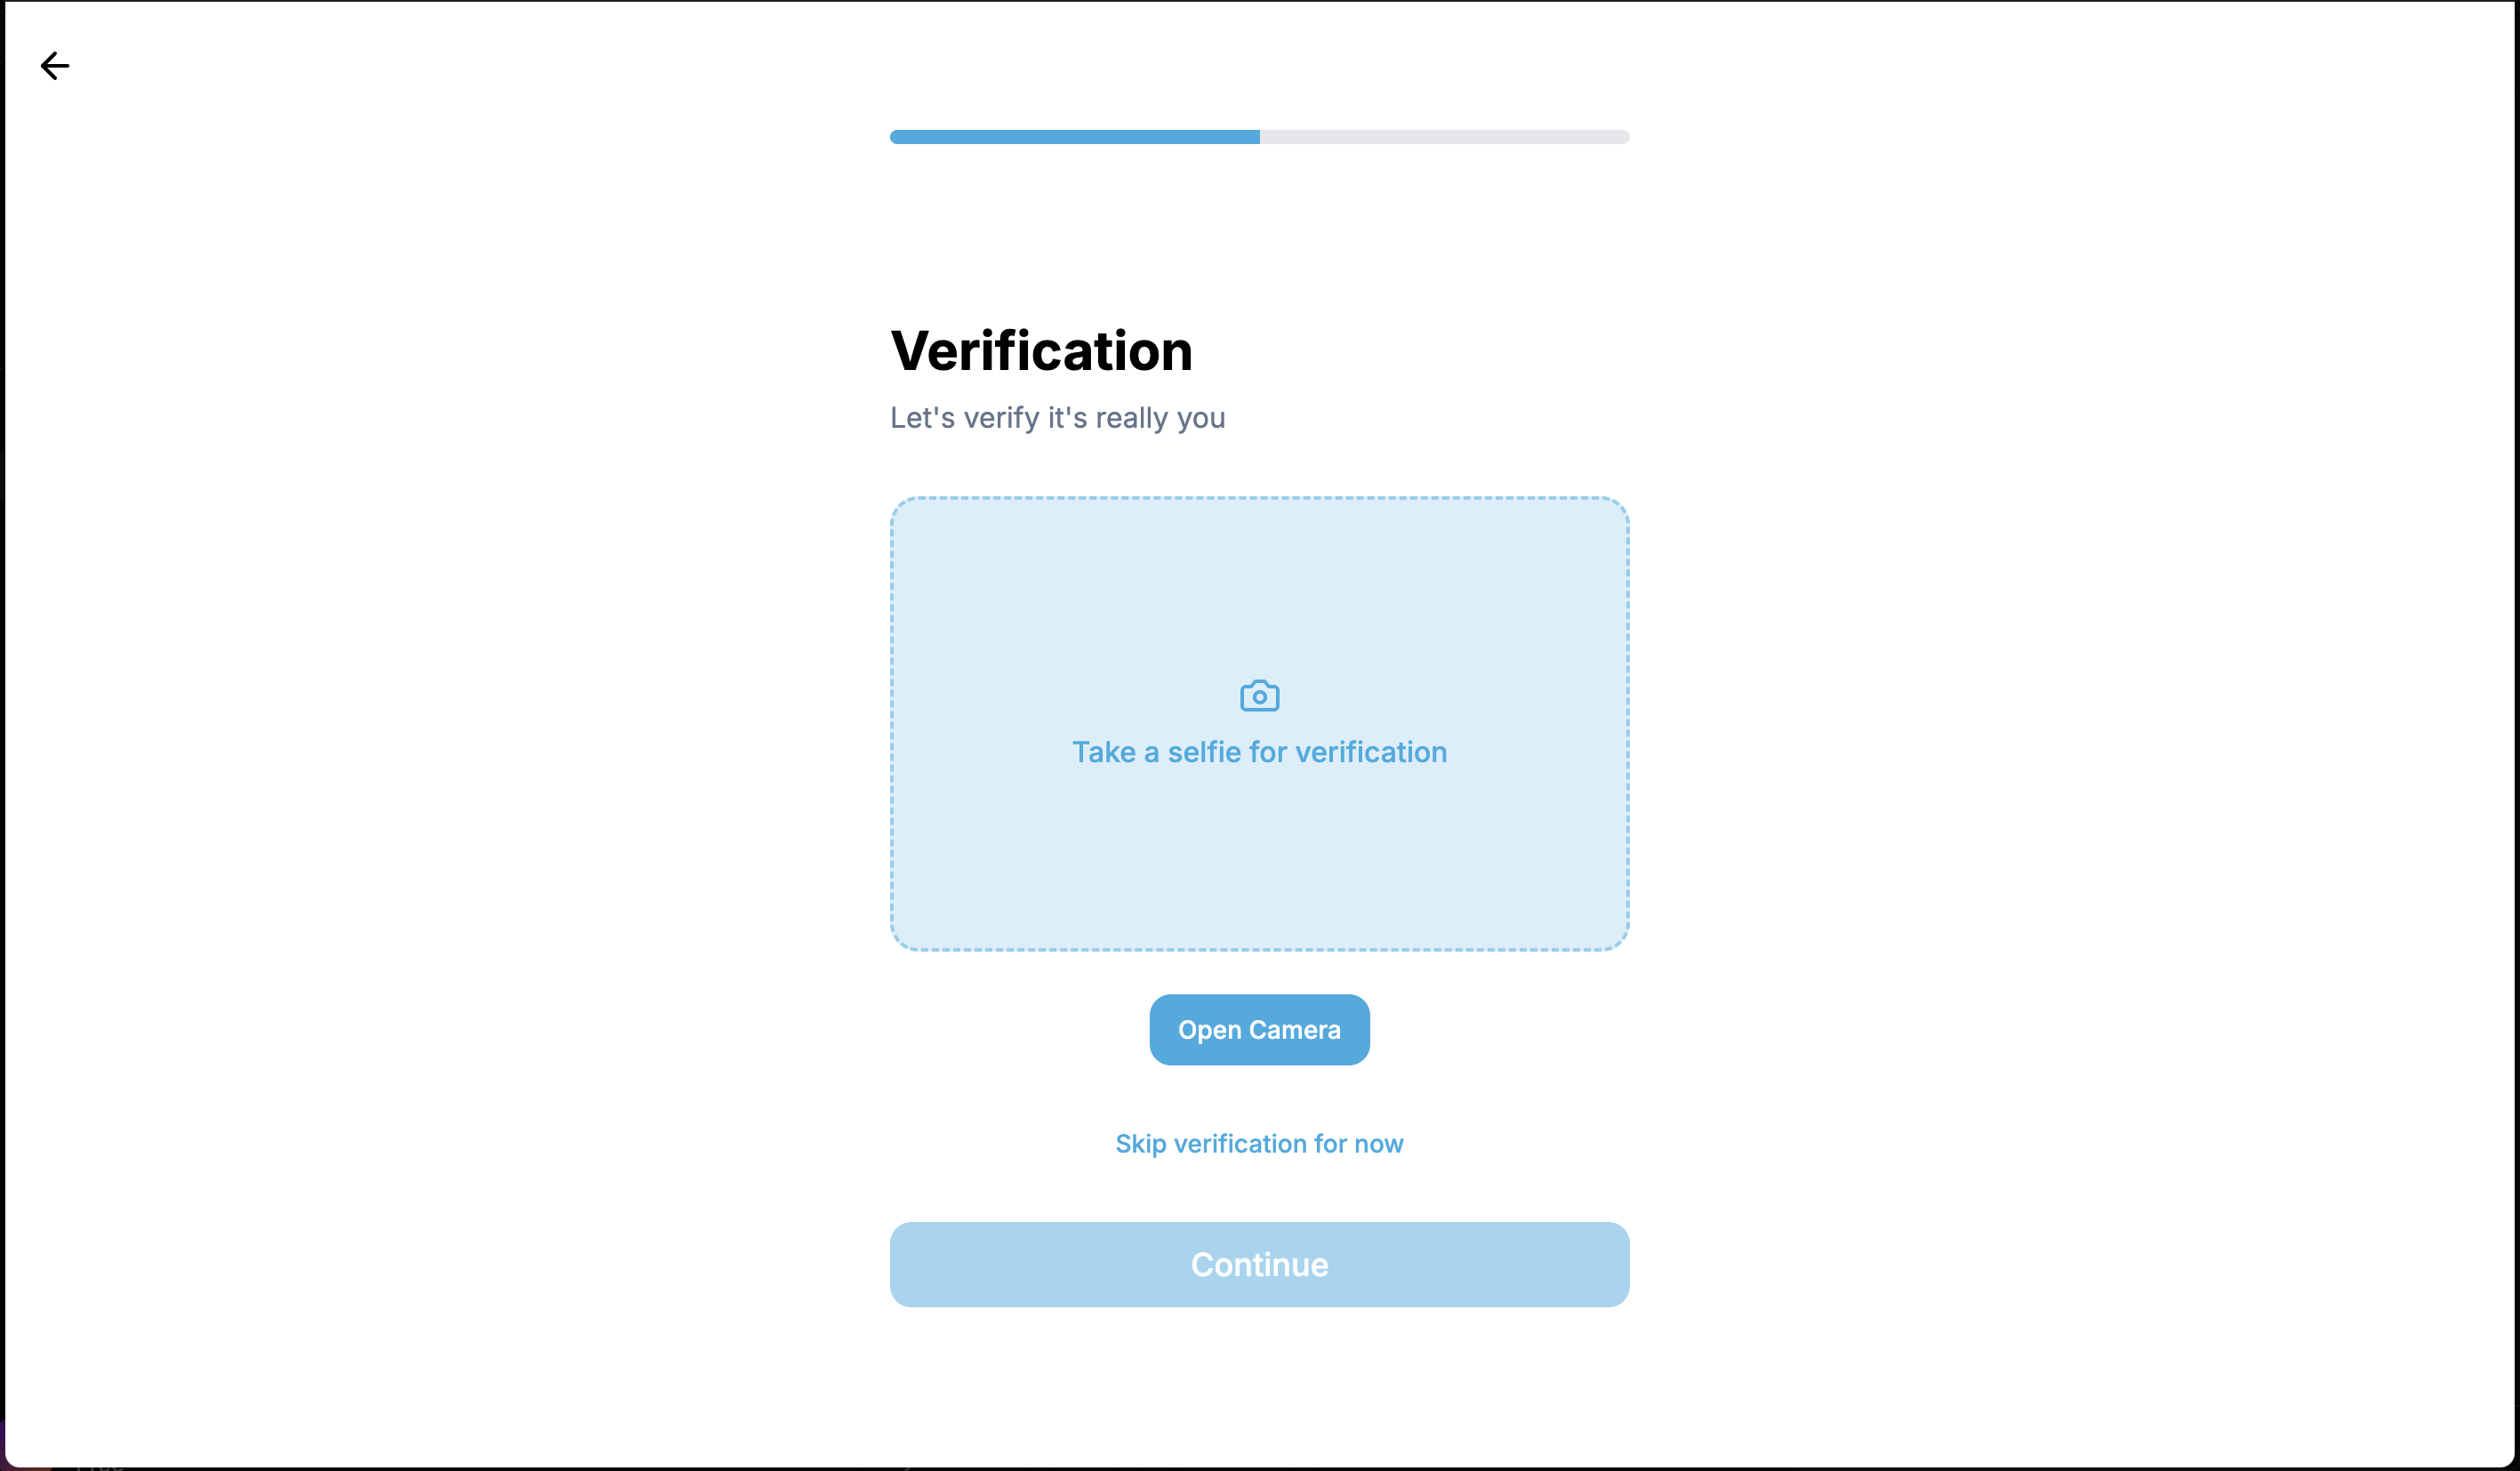 Verification
Let's verify it's really you
Take a selfie for verification
Open Camera
Skip verification for now
Continue